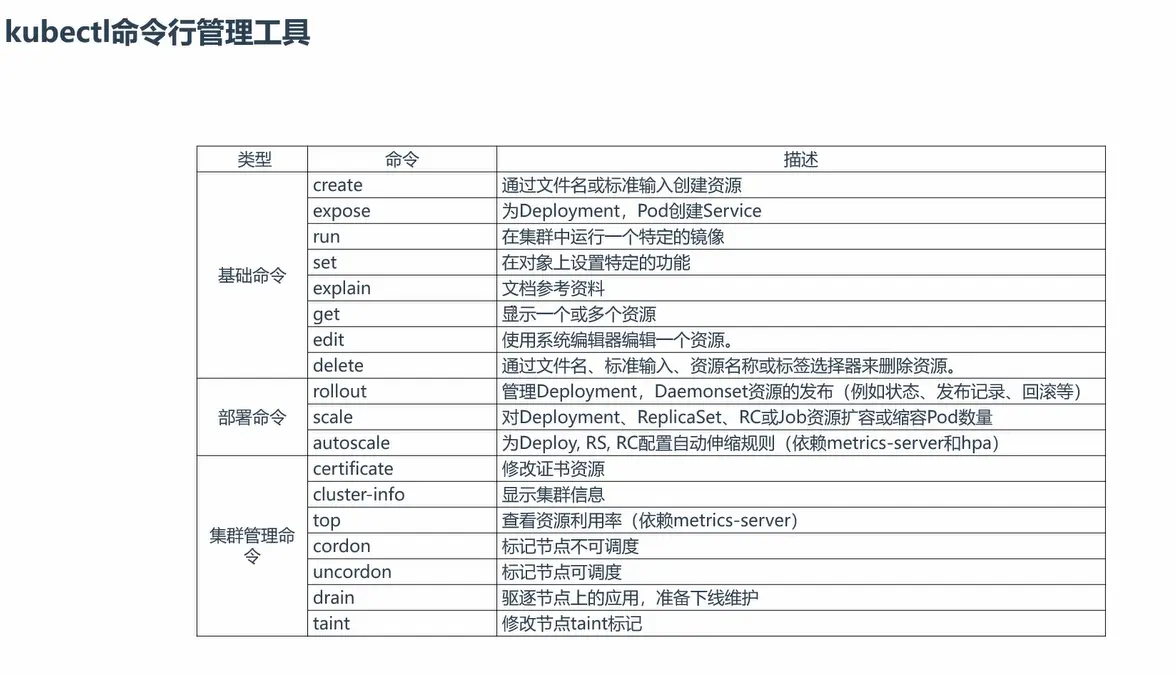 kubectl命令行管理工具
类型 命令 描述
基础命令 create 通过文件名或标准输入创建资源
expose 为Deployment，Pod创建Service
run 在集群中运行一个特定的镜像
set 在对象上设置特定的功能
explain 文档参考资料
get 显示一个或多个资源
edit 使用系统编辑器编辑一个资源。
delete 通过文件名、标准输入、资源名称或标签选择器来删除资源。
部署命令 rollout 管理Deployment，Daemonset资源的发布（例如状态、发布记录、回滚等）
scale 对Deployment、ReplicaSet、RC或Job资源扩容或缩容Pod数量
autoscale 为Deploy, RS, RC配置自动伸缩规则（依赖metrics-server和hpa）
集群管理命令 certificate 修改证书资源
cluster-info 显示集群信息
top 查看资源利用率（依赖metrics-server）
cordon 标记节点不可调度
uncordon 标记节点可调度
drain 驱逐节点上的应用，准备下线维护
taint 修改节点taint标记